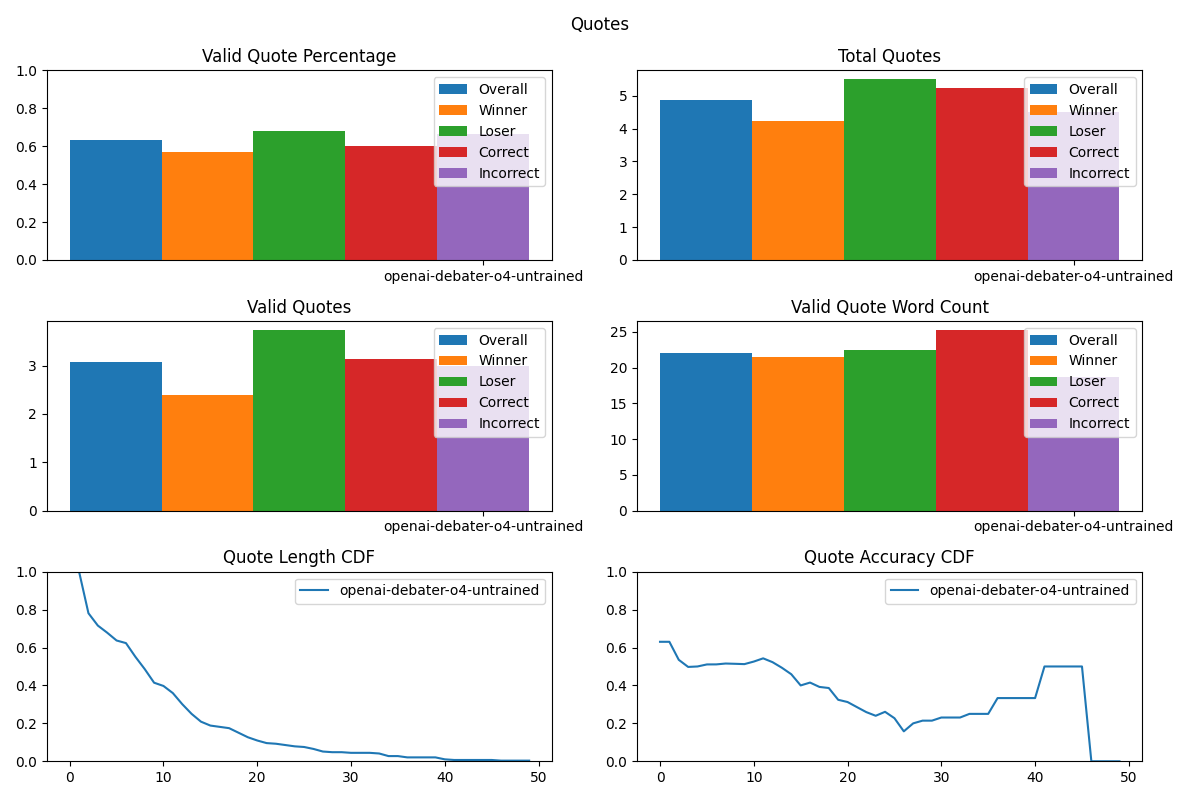 Quotes
Valid Quote Percentage
1.0
0.8
0.6
0.4
0.2
0.0
Overall
Winner
Loser
Correct
Incorrect
openai-debater-o4-untrained
Total Quotes
5
4
3
2
1
0
Overall
Winner
Loser
Correct
Incorrect
openai-debater-o4-untrained
Valid Quotes
3
2
1
0
Overall
Winner
Loser
Correct
Incorrect
openai-debater-o4-untrained
Valid Quote Word Count
25
20
15
10
5
0
Overall
Winner
Loser
Correct
Incorrect
openai-debater-o4-untrained
Quote Length CDF
1.0
0.8
0.6
0.4
0.2
0.0
openai-debater-o4-untrained
0 10 20 30 40 50
Quote Accuracy CDF
1.0
0.8
0.6
0.4
0.2
0.0
openai-debater-o4-untrained
0 10 20 30 40 50